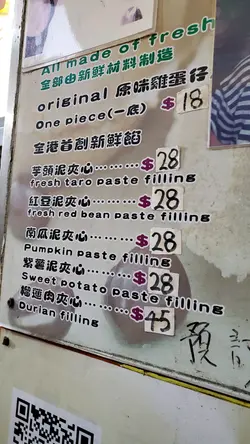 All made of fresh
全部由新鮮材料制造
original 原味雞蛋仔
One piece(一底) $18
全港首創新鮮餡
芋頭泥夾心………$28
fresh taro paste filling
紅豆泥夾心………$28
fresh red bean paste filling
南瓜泥夾心………$28
Pumpkin paste filling
紫薯泥夾心………$28
Sweet potato paste filling
榴蓮肉夾心………$45
Durian filling
預訂